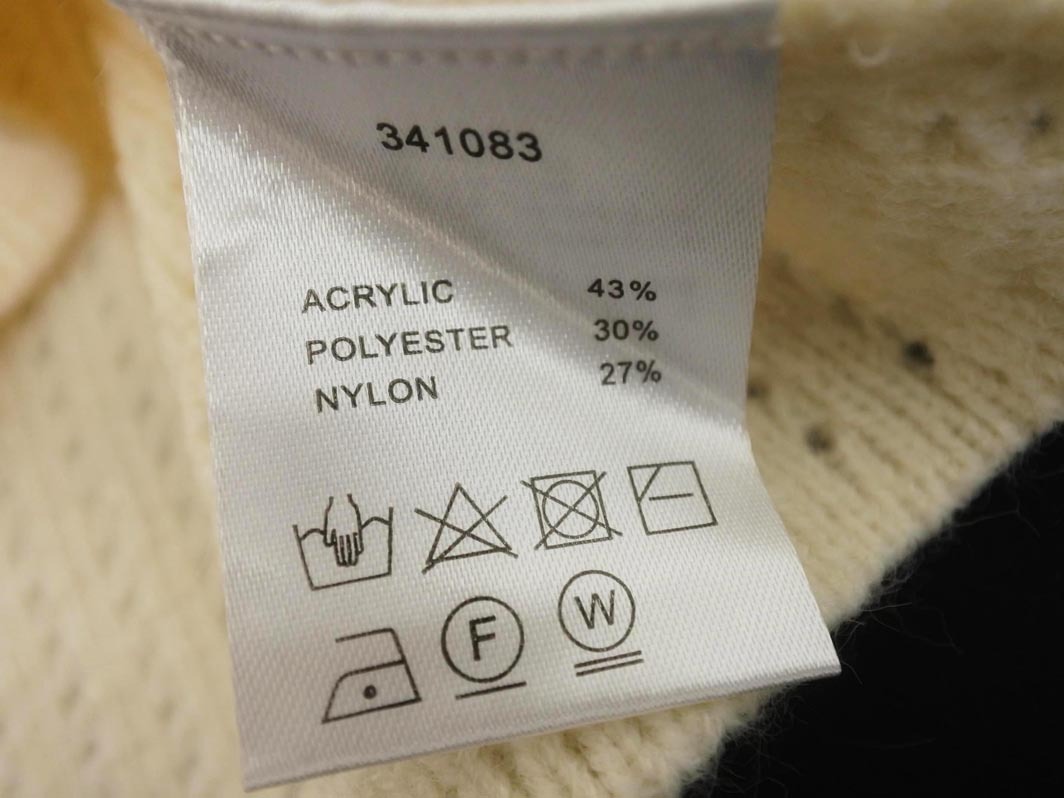 341083
ACRYLIC 43%
POLYESTER 30%
NYLON 27%
F W